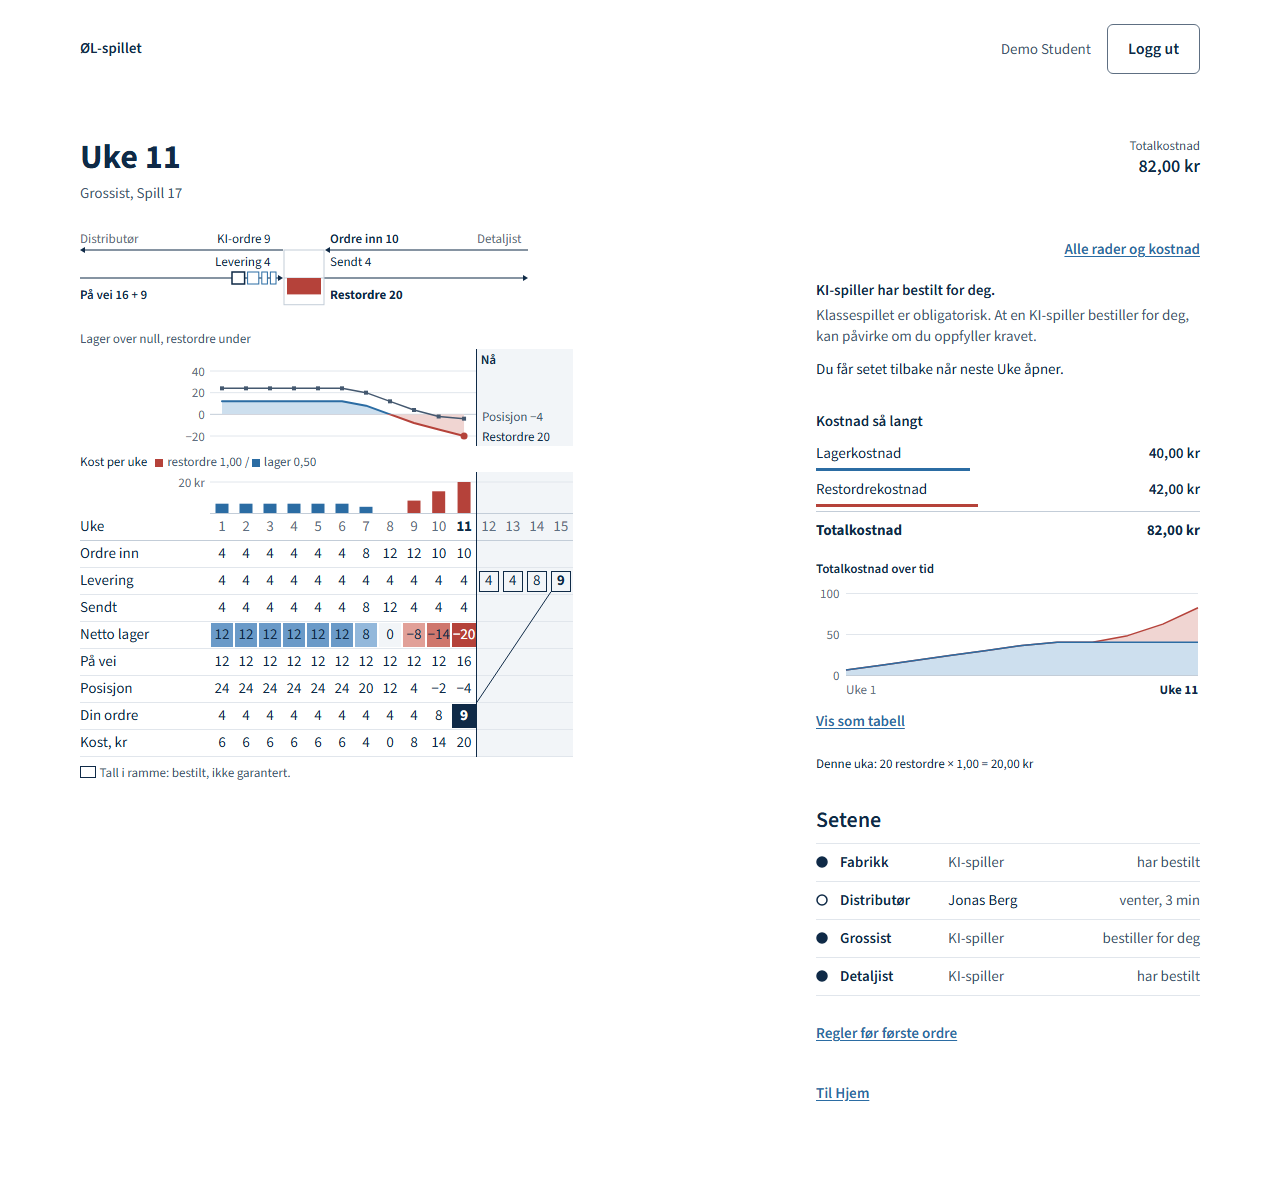 ØL-spillet
Demo Student
Logg ut
Uke 11
Grossist, Spill 17
Totalkostnad
82,00 kr
Distributør
KI-ordre 9
Ordre inn 10
Detaljist
Levering 4
Sendt 4
På vei 16 + 9
Restordre 20
Lager over null, restordre under
Nå
40
20
0
−20
Posisjon −4
Restordre 20
Kost per uke restordre 1,00 / lager 0,50
20 kr
Uke 1 2 3 4 5 6 7 8 9 10 11 12 13 14 15
Ordre inn 4 4 4 4 4 4 8 12 12 10 10
Levering 4 4 4 4 4 4 4 4 4 4 4 4 4 8 9
Sendt 4 4 4 4 4 4 8 12 4 4 4
Netto lager 12 12 12 12 12 12 8 0 −8 −14 −20
På vei 12 12 12 12 12 12 12 12 12 12 16
Posisjon 24 24 24 24 24 24 20 12 4 −2 −4
Din ordre 4 4 4 4 4 4 4 4 4 8 9
Kost, kr 6 6 6 6 6 6 4 0 8 14 20
Tall i ramme: bestilt, ikke garantert.
Alle rader og kostnad
KI-spiller har bestilt for deg.
Klassespillet er obligatorisk. At en KI-spiller bestiller for deg,
kan påvirke om du oppfyller kravet.
Du får setet tilbake når neste Uke åpner.
Kostnad så langt
Lagerkostnad 40,00 kr
Restordrekostnad 42,00 kr
Totalkostnad 82,00 kr
Totalkostnad over tid
100
50
0
Uke 1
Uke 11
Vis som tabell
Denne uka: 20 restordre × 1,00 = 20,00 kr
Setene
Fabrikk KI-spiller har bestilt
Distributør Jonas Berg venter, 3 min
Grossist KI-spiller bestiller for deg
Detaljist KI-spiller har bestilt
Regler før første ordre
Til Hjem